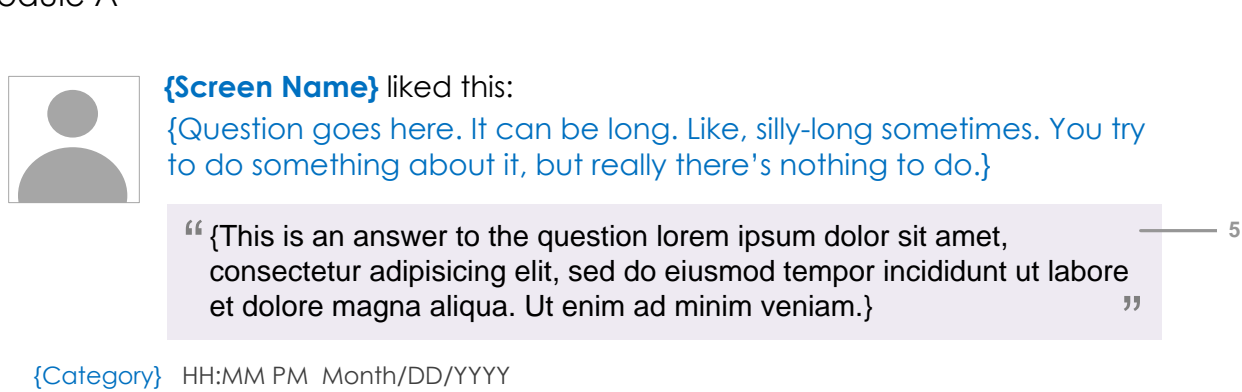 {Screen Name} liked this:
{Question goes here. It can be long. Like, silly-long sometimes. You try
to do something about it, but really there’s nothing to do.}
“ {This is an answer to the question lorem ipsum dolor sit amet,
5
consectetur adipisicing elit, sed do eiusmod tempor incididunt ut labore
et dolore magna aliqua. Ut enim ad minim veniam.} ”
{Category} HH:MM PM Month/DD/YYYY